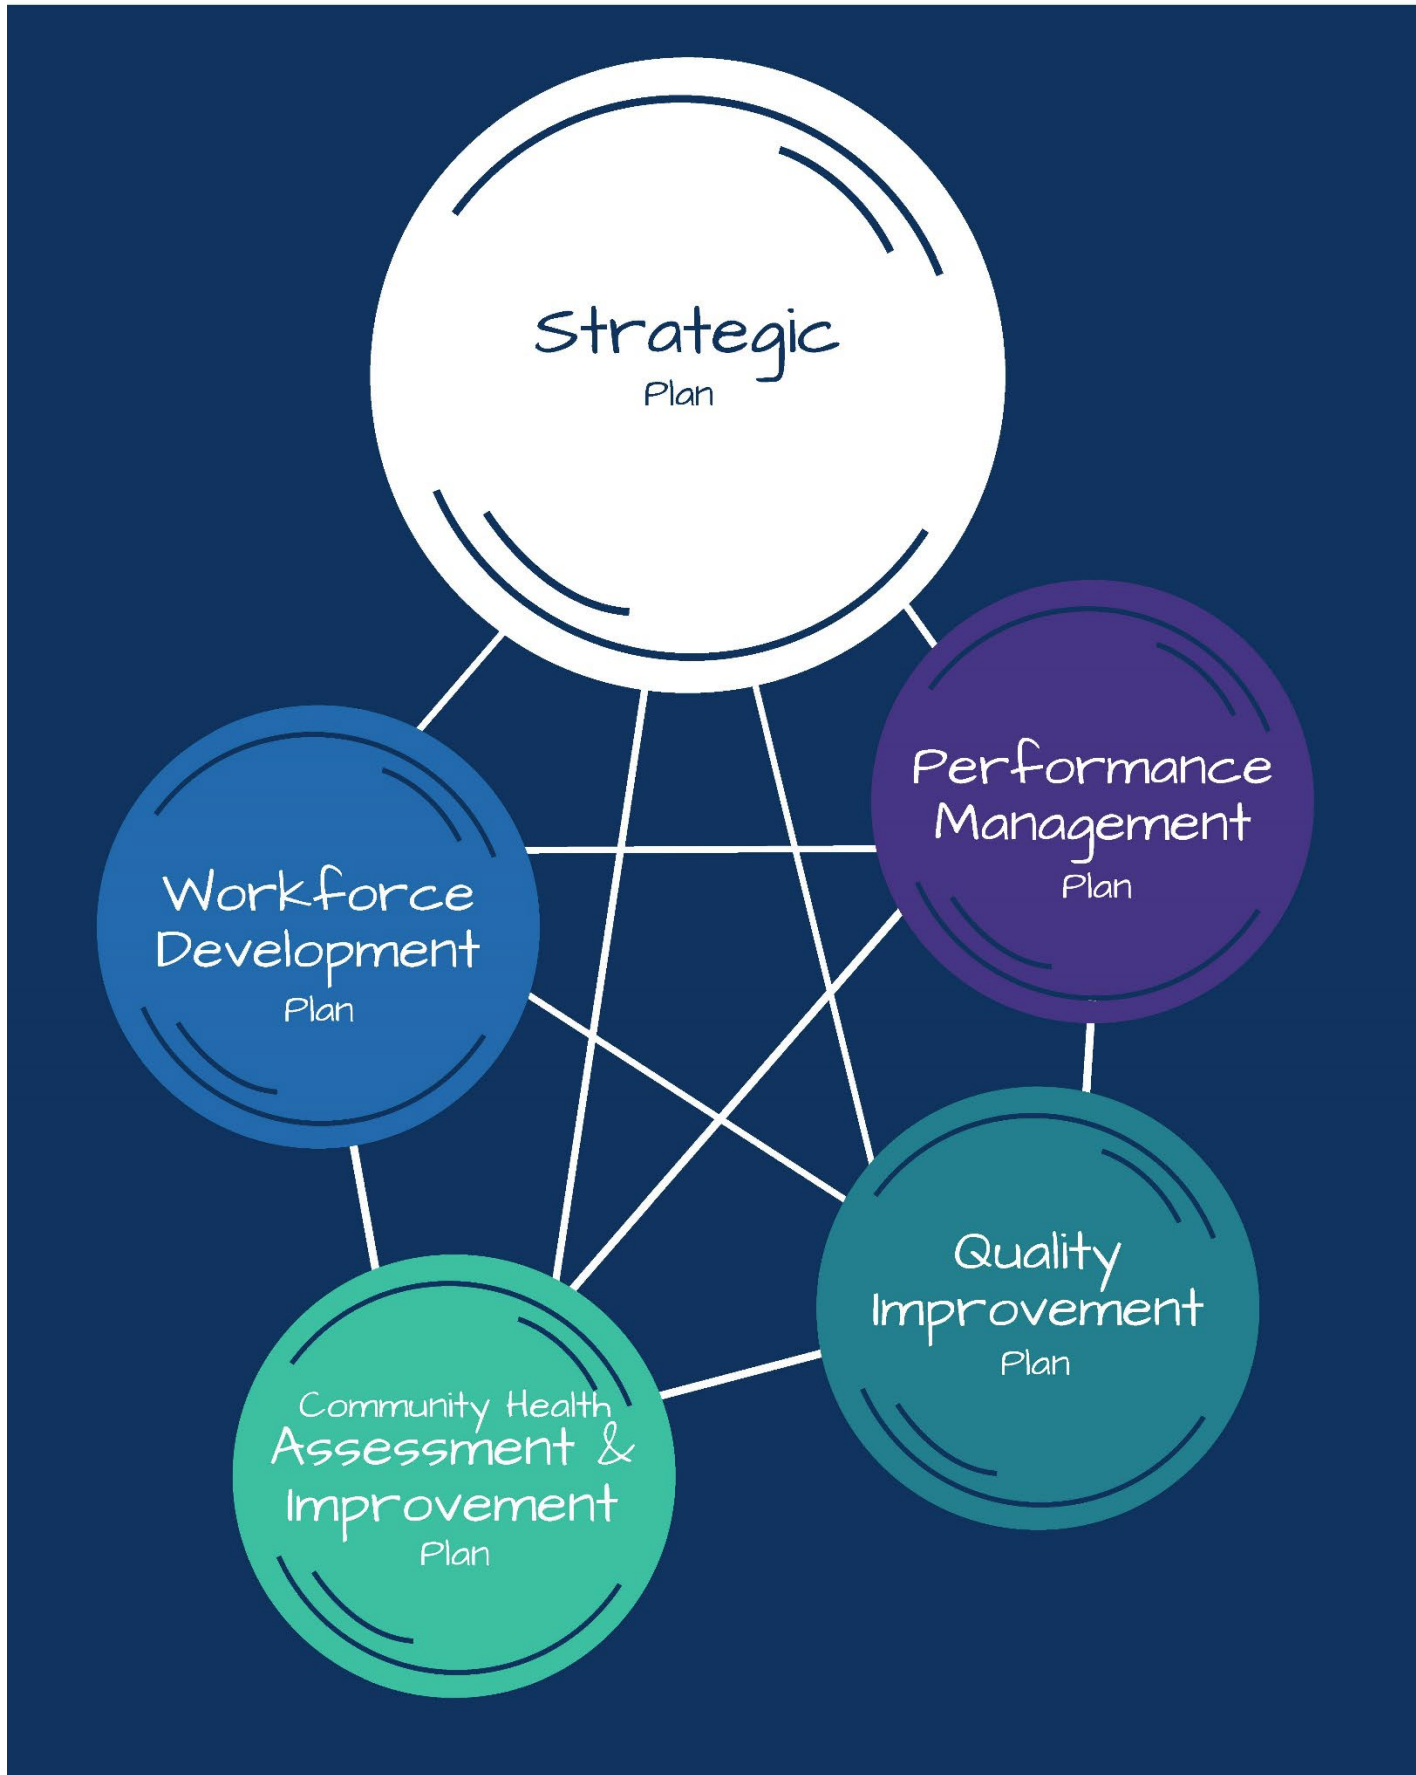 Strategic
Plan
Performance
Management
Plan
Workforce
Development
Plan
Quality
Improvement
Plan
Community Health
Assessment &
Improvement
Plan